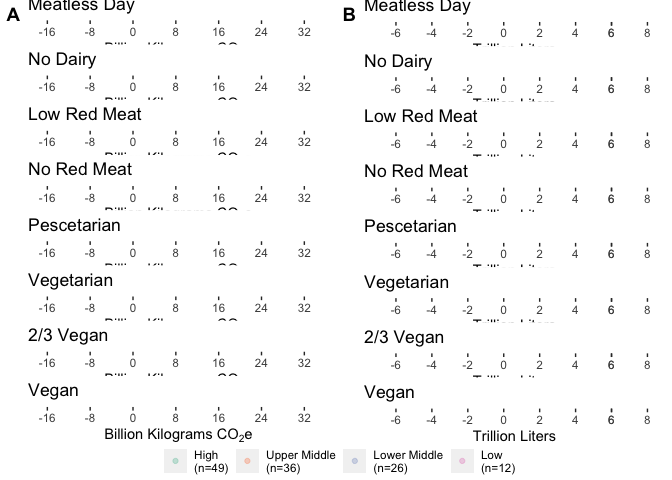 A
Meatless Day
-16 -8 0 8 16 24 32
No Dairy
-16 -8 0 8 16 24 32
Low Red Meat
-16 -8 0 8 16 24 32
No Red Meat
-16 -8 0 8 16 24 32
Pescetarian
-16 -8 0 8 16 24 32
Vegetarian
-16 -8 0 8 16 24 32
2/3 Vegan
-16 -8 0 8 16 24 32
Vegan
-16 -8 0 8 16 24 32
Billion Kilograms CO₂e
B
Meatless Day
-6 -4 -2 0 2 4 6 8
No Dairy
-6 -4 -2 0 2 4 6 8
Low Red Meat
-6 -4 -2 0 2 4 6 8
No Red Meat
-6 -4 -2 0 2 4 6 8
Pescetarian
-6 -4 -2 0 2 4 6 8
Vegetarian
-6 -4 -2 0 2 4 6 8
2/3 Vegan
-6 -4 -2 0 2 4 6 8
Vegan
-6 -4 -2 0 2 4 6 8
Trillion Liters
High
(n=49)
Upper Middle
(n=36)
Lower Middle
(n=26)
Low
(n=12)